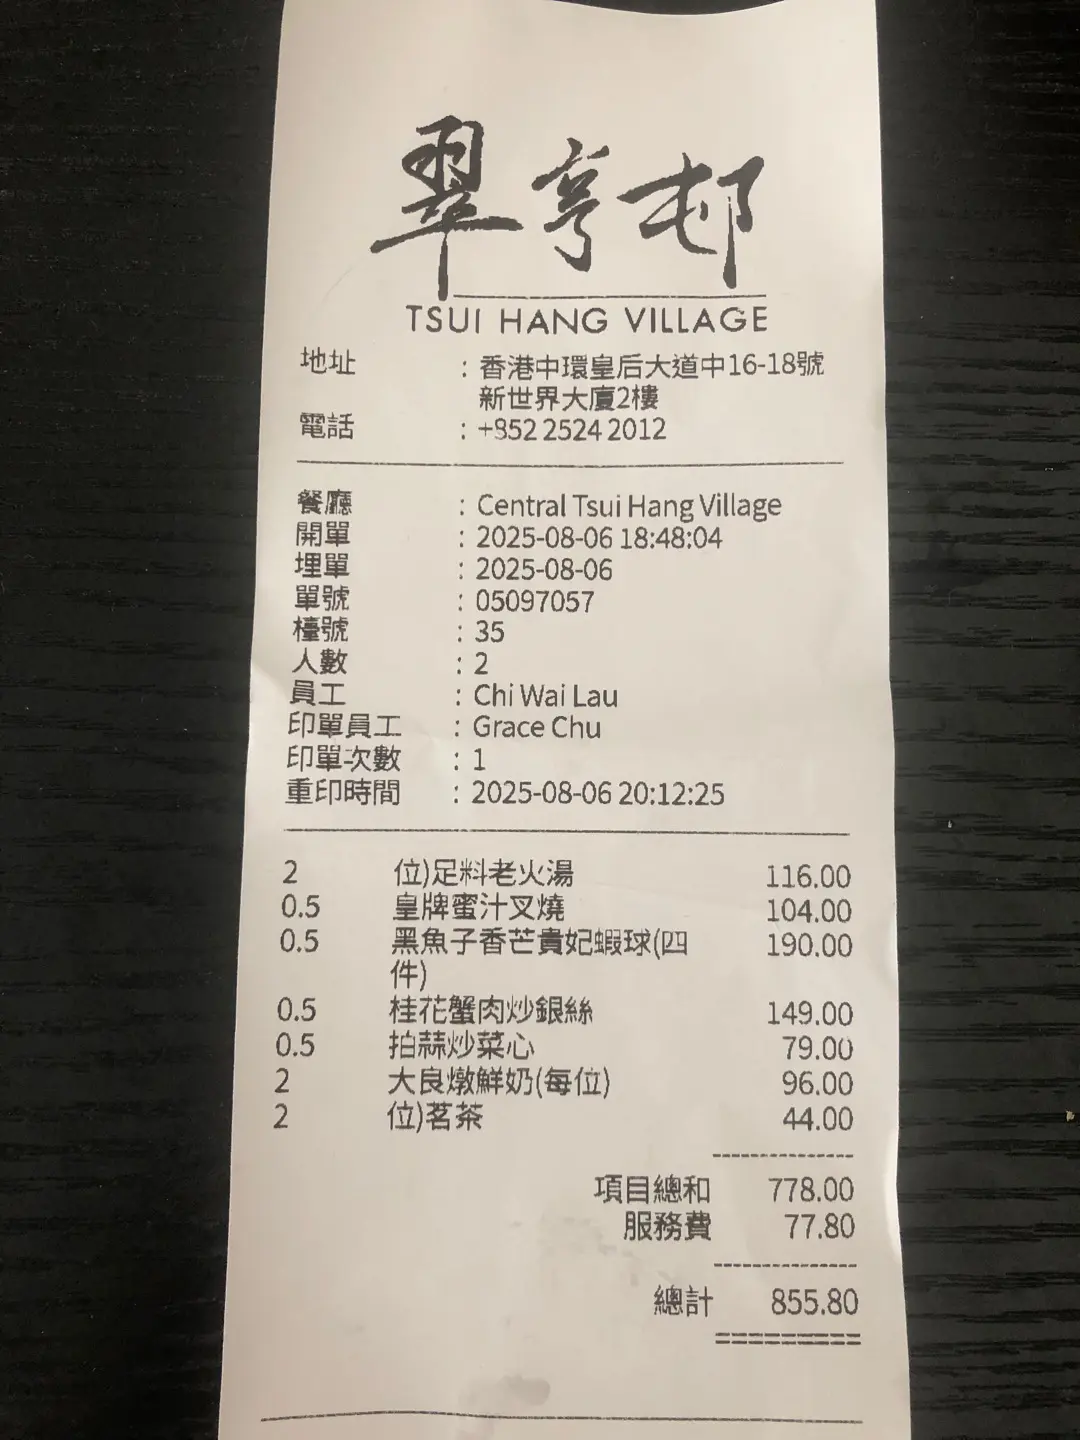 翠亨邨
TSUI HANG VILLAGE
地址 : 香港中環皇后大道中16-18號
新世界大廈2樓
電話 : +852 2524 2012
餐廳 : Central Tsui Hang Village
開單 : 2025-08-06 18:48:04
埋單 : 2025-08-06
單號 : 05097057
檯號 : 35
人數 : 2
員工 : Chi Wai Lau
印單員工 : Grace Chu
印單次數 : 1
重印時間 : 2025-08-06 20:12:25
2 位)足料老火湯 116.00
0.5 皇牌蜜汁叉燒 104.00
0.5 黑魚子香芒貴妃蝦球(四 190.00
件)
0.5 桂花蟹肉炒銀絲 149.00
0.5 拍蒜炒菜心 79.00
2 大良燉鮮奶(每位) 96.00
2 位)茗茶 44.00
---------------
項目總和 778.00
服務費 77.80
---------------
總計 855.80
=========